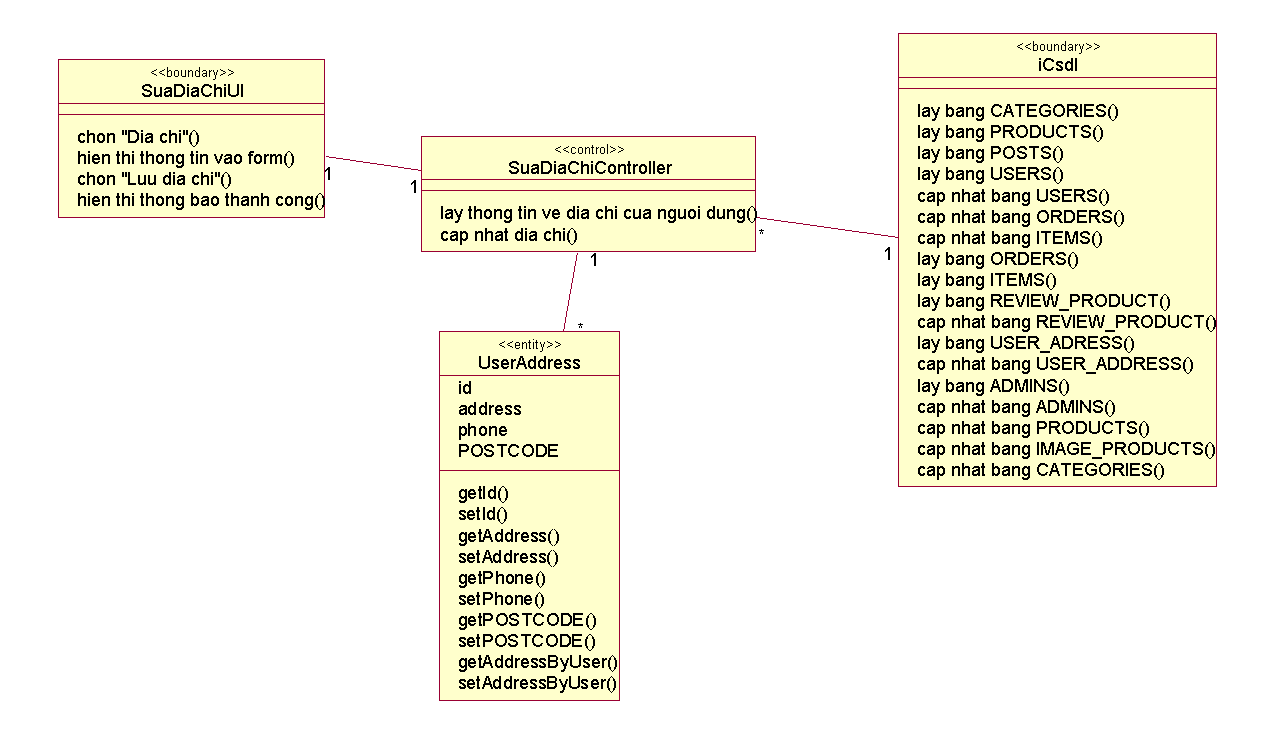 <<boundary>>
SuaDiaChiUI
chon "Dia chi"()
hien thi thong tin vao form()
chon "Luu dia chi"()
hien thi thong bao thanh cong()
1
1
<<control>>
SuaDiaChiController
lay thong tin ve dia chi cua nguoi dung()
cap nhat dia chi()
*
1
1
*
<<entity>>
UserAddress
id
address
phone
POSTCODE
getId()
setId()
getAddress()
setAddress()
getPhone()
setPhone()
getPOSTCODE()
setPOSTCODE()
getAddressByUser()
setAddressByUser()
<<boundary>>
iCsdl
lay bang CATEGORIES()
lay bang PRODUCTS()
lay bang POSTS()
lay bang USERS()
cap nhat bang USERS()
cap nhat bang ORDERS()
cap nhat bang ITEMS()
lay bang ORDERS()
lay bang ITEMS()
lay bang REVIEW_PRODUCT()
cap nhat bang REVIEW_PRODUCT()
lay bang USER_ADRESS()
cap nhat bang USER_ADDRESS()
lay bang ADMINS()
cap nhat bang ADMINS()
cap nhat bang PRODUCTS()
cap nhat bang IMAGE_PRODUCTS()
cap nhat bang CATEGORIES()